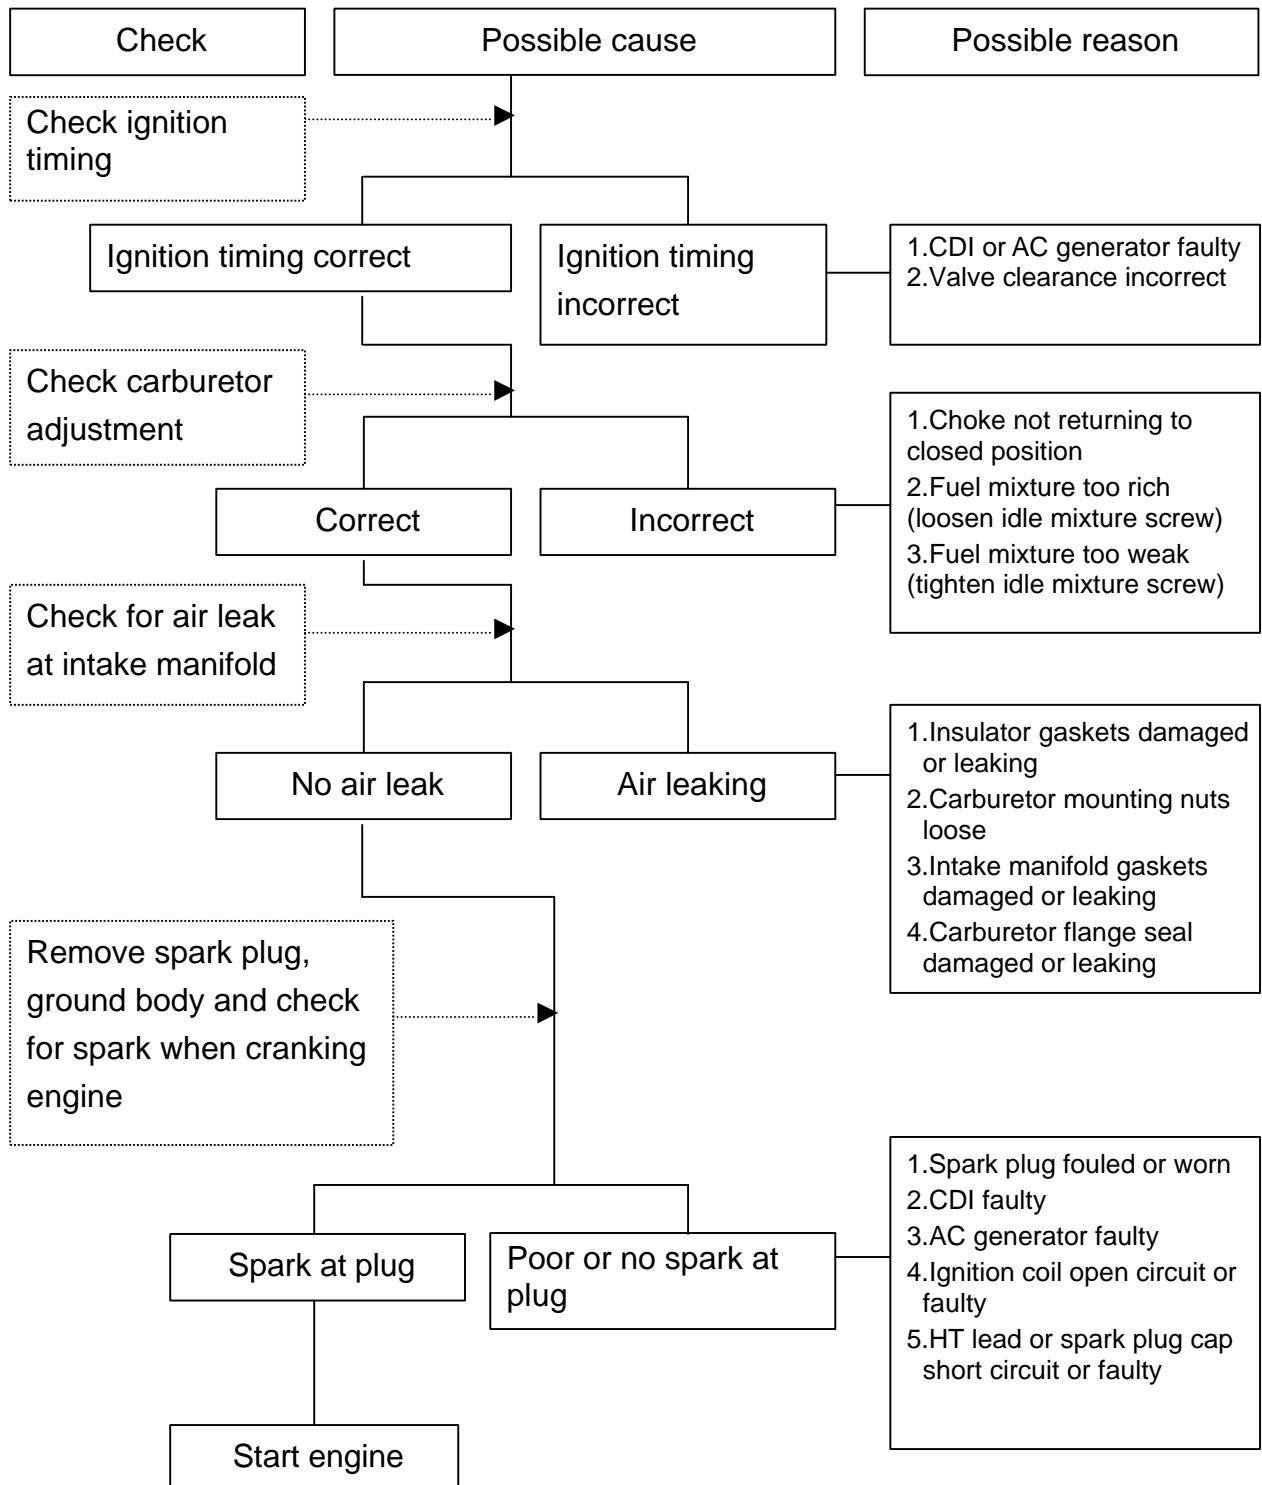 Check
Possible cause
Possible reason
Check ignition
timing
Ignition timing correct
Ignition timing
incorrect
1.CDI or AC generator faulty
2.Valve clearance incorrect
Check carburetor
adjustment
Correct
Incorrect
1.Choke not returning to
closed position
2.Fuel mixture too rich
(loosen idle mixture screw)
3.Fuel mixture too weak
(tighten idle mixture screw)
Check for air leak
at intake manifold
No air leak
Air leaking
1.Insulator gaskets damaged
or leaking
2.Carburetor mounting nuts
loose
3.Intake manifold gaskets
damaged or leaking
4.Carburetor flange seal
damaged or leaking
Remove spark plug,
ground body and check
for spark when cranking
engine
Spark at plug
Poor or no spark at
plug
1.Spark plug fouled or worn
2.CDI faulty
3.AC generator faulty
4.Ignition coil open circuit or
faulty
5.HT lead or spark plug cap
short circuit or faulty
Start engine